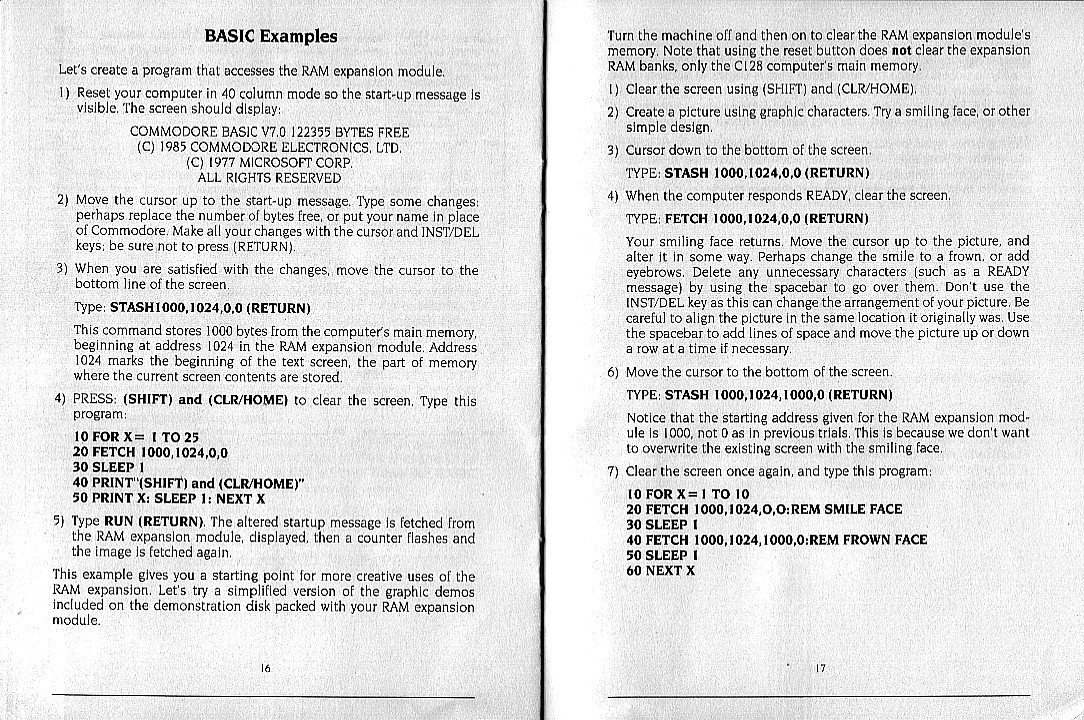 BASIC Examples
Let's create a program that accesses the RAM expansion module.
1) Reset your computer in 40 column mode so the start-up message is
visible. The screen should display:
COMMODORE BASIC V7.0 122355 BYTES FREE
(C) 1985 COMMODORE ELECTRONICS, LTD.
(C) 1977 MICROSOFT CORP.
ALL RIGHTS RESERVED
2) Move the cursor up to the start-up message. Type some changes;
perhaps replace the number of bytes free, or put your name in place
of Commodore. Make all your changes with the cursor and INST/DEL
keys; be sure not to press (RETURN).
3) When you are satisfied with the changes, move the cursor to the
bottom line of the screen.
Type: STASH1000,1024,0,0 (RETURN)
This command stores 1000 bytes from the computer's main memory,
beginning at address 1024 in the RAM expansion module. Address
1024 marks the beginning of the text screen, the part of memory
where the current screen contents are stored.
4) PRESS: (SHIFT) and (CLR/HOME) to clear the screen. Type this
program:
10 FOR X= 1 TO 25
20 FETCH 1000,1024,0,0
30 SLEEP 1
40 PRINT"(SHIFT) and (CLR/HOME)"
50 PRINT X: SLEEP 1: NEXT X
5) Type RUN (RETURN). The altered startup message is fetched from
the RAM expansion module, displayed, then a counter flashes and
the image is fetched again.
This example gives you a starting point for more creative uses of the
RAM expansion. Let's try a simplified version of the graphic demos
included on the demonstration disk packed with your RAM expansion
module.
16
Turn the machine off and then on to clear the RAM expansion module's
memory. Note that using the reset button does not clear the expansion
RAM banks, only the C128 computer's main memory.
1) Clear the screen using (SHIFT) and (CLR/HOME).
2) Create a picture using graphic characters. Try a smiling face, or other
simple design.
3) Cursor down to the bottom of the screen.
TYPE: STASH 1000,1024,0,0 (RETURN)
4) When the computer responds READY, clear the screen.
TYPE: FETCH 1000,1024,0,0 (RETURN)
Your smiling face returns. Move the cursor up to the picture, and
alter it in some way. Perhaps change the smile to a frown, or add
eyebrows. Delete any unnecessary characters (such as a READY
message) by using the spacebar to go over them. Don't use the
INST/DEL key as this can change the arrangement of your picture. Be
careful to align the picture in the same location it originally was. Use
the spacebar to add lines of space and move the picture up or down
a row at a time if necessary.
6) Move the cursor to the bottom of the screen.
TYPE: STASH 1000,1024,1000,0 (RETURN)
Notice that the starting address given for the RAM expansion mod-
ule is 1000, not 0 as in previous trials. This is because we don't want
to overwrite the existing screen with the smiling face.
7) Clear the screen once again, and type this program:
10 FOR X=1 TO 10
20 FETCH 1000,1024,O,O:REM SMILE FACE
30 SLEEP 1
40 FETCH 1000,1024,1000,0:REM FROWN FACE
50 SLEEP 1
60 NEXT X
17